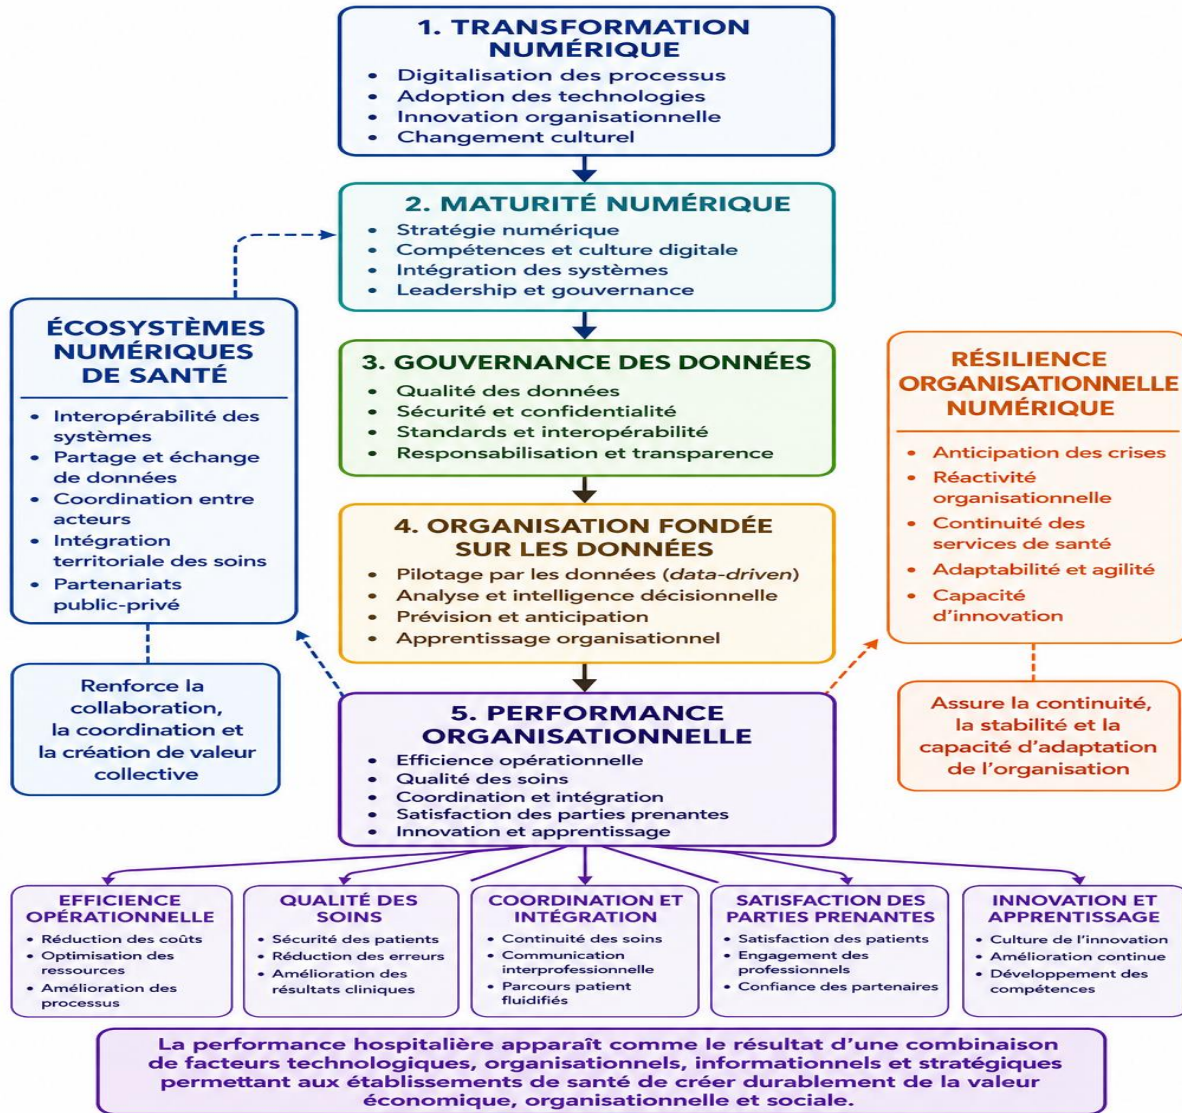 1. TRANSFORMATION
NUMÉRIQUE
• Digitalisation des processus
• Adoption des technologies
• Innovation organisationnelle
• Changement culturel
2. MATURITÉ NUMÉRIQUE
• Stratégie numérique
• Compétences et culture digitale
• Intégration des systèmes
• Leadership et gouvernance
ÉCOSYSTÈMES
NUMÉRIQUES
DE SANTÉ
• Interopérabilité des
systèmes
• Partage et échange
de données
• Coordination entre
acteurs
• Intégration
territoriale des soins
• Partenariats
public-privé
Renforce la
collaboration,
la coordination et
la création de valeur
collective
3. GOUVERNANCE DES DONNÉES
• Qualité des données
• Sécurité et confidentialité
• Standards et interopérabilité
• Responsabilisation et transparence
4. ORGANISATION FONDÉE
SUR LES DONNÉES
• Pilotage par les données (data-driven)
• Analyse et intelligence décisionnelle
• Prévision et anticipation
• Apprentissage organisationnel
RÉSILIENCE
ORGANISATIONNELLE
NUMÉRIQUE
• Anticipation des crises
• Réactivité
organisationnelle
• Continuité des
services de santé
• Adaptabilité et agilité
• Capacité
d'innovation
Assure la continuité,
la stabilité et la
capacité d'adaptation
de l'organisation
5. PERFORMANCE
ORGANISATIONNELLE
• Efficience opérationnelle
• Qualité des soins
• Coordination et intégration
• Satisfaction des parties prenantes
• Innovation et apprentissage
EFFICIENCE
OPÉRATIONNELLE
• Réduction des coûts
• Optimisation des
ressources
• Amélioration des
processus
QUALITÉ DES
SOINS
• Sécurité des patients
• Réduction des erreurs
• Amélioration des
résultats cliniques
COORDINATION ET
INTÉGRATION
• Continuité des soins
• Communication
interprofessionnelle
• Parcours patient
fluidifiés
SATISFACTION DES
PARTIES PRENANTES
• Satisfaction des patients
• Engagement des
professionnels
• Confiance des partenaires
INNOVATION ET
APPRENTISSAGE
• Culture de l'innovation
• Amélioration continue
• Développement des
compétences
La performance hospitalière apparaît comme le résultat d'une combinaison
de facteurs technologiques, organisationnels, informationnels et stratégiques
permettant aux établissements de santé de créer durablement de la valeur
économique, organisationnelle et sociale.